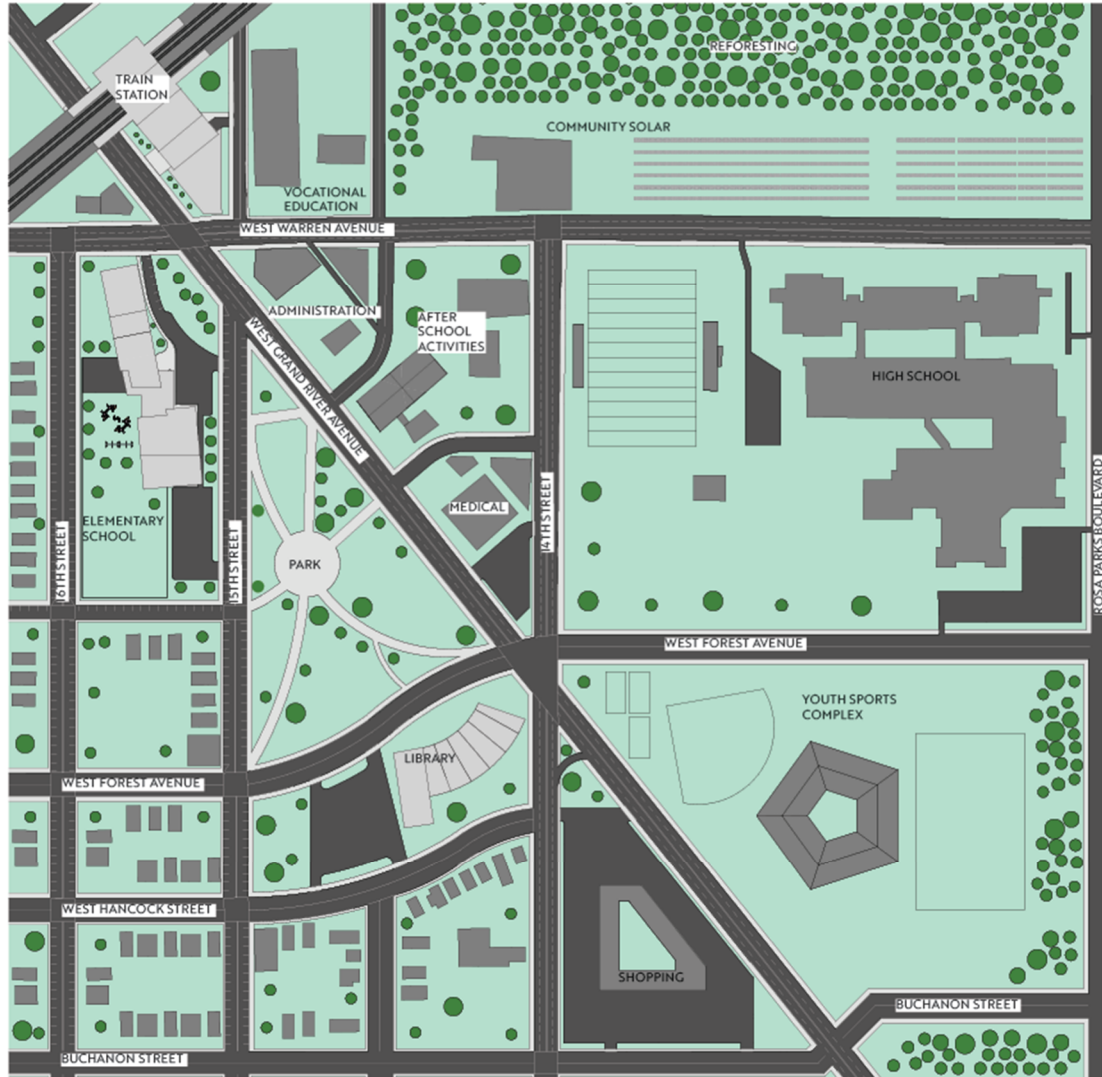 REFORESTING
TRAIN
STATION
COMMUNITY SOLAR
VOCATIONAL
EDUCATION
WEST WARREN AVENUE
ADMINISTRATION
AFTER
SCHOOL
ACTIVITIES
WEST GRAND RIVER AVENUE
HIGH SCHOOL
MEDICAL
ELEMENTARY
SCHOOL
16TH STREET
15TH STREET
14TH STREET
ROSA PARKS BOULEVARD
PARK
WEST FOREST AVENUE
YOUTH SPORTS
COMPLEX
LIBRARY
WEST FOREST AVENUE
WEST HANCOCK STREET
SHOPPING
BUCHANON STREET
BUCHANON STREET